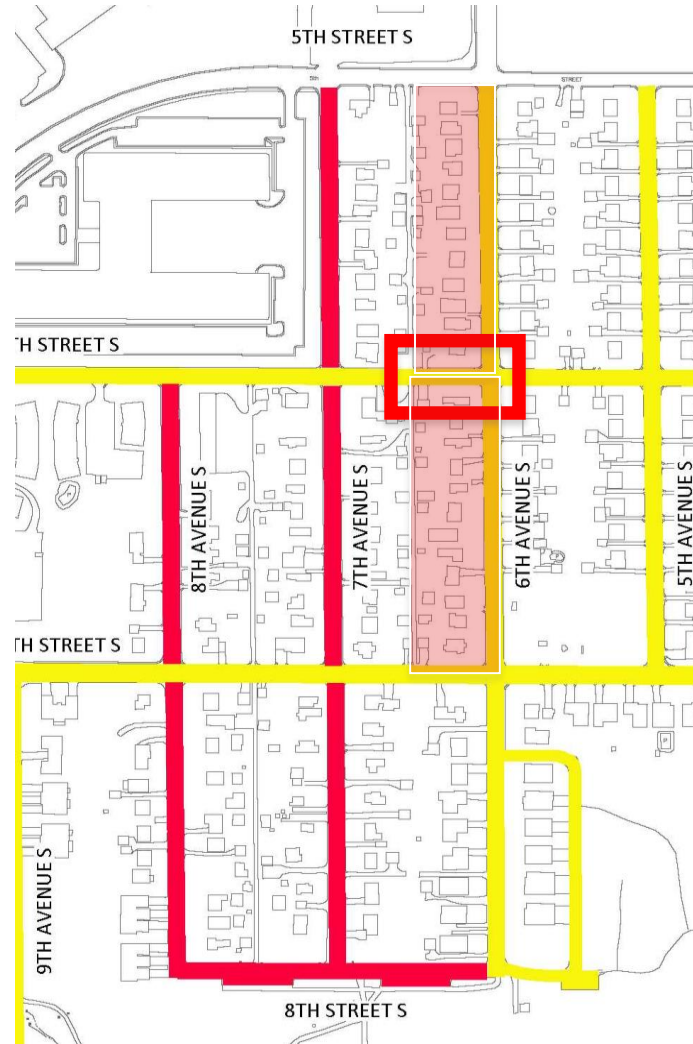 5TH STREET S
5th
STREET
TH STREET S
8TH AVENUE S
7TH AVENUE S
6TH AVENUE S
5TH AVENUE S
TH STREET S
9TH AVENUE S
8TH STREET S